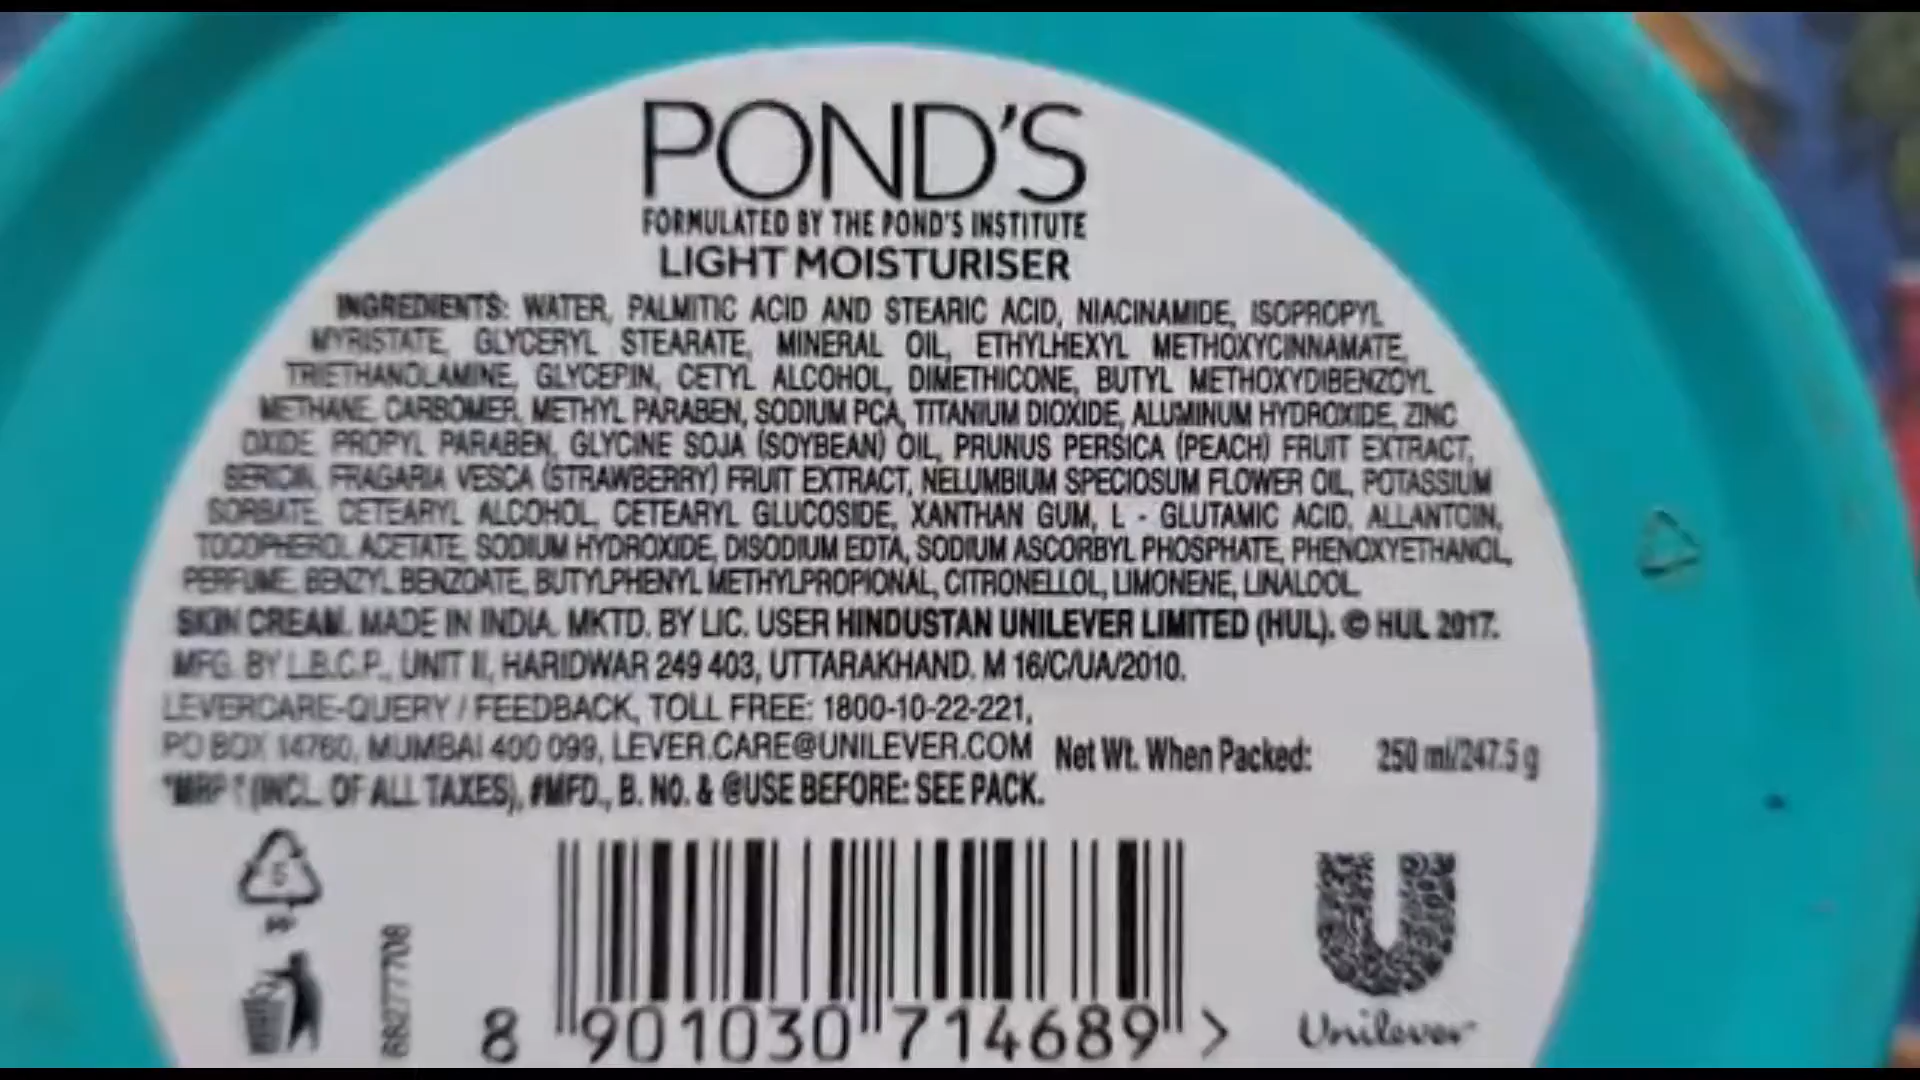 POND'S
FORMULATED BY THE POND'S INSTITUTE
LIGHT MOISTURISER
INGREDIENTS: WATER, PALMITIC ACID AND STEARIC ACID, NIACINAMIDE, ISOPROPYL
MYRISTATE, GLYCERYL STEARATE, MINERAL OIL, ETHYLHEXYL METHOXYCINNAMATE,
TRIETHANOLAMINE, GLYCERIN, CETYL ALCOHOL, DIMETHICONE, BUTYL METHOXYDIBENZOYL
METHANE, CARBOMER, METHYL PARABEN, SODIUM PCA, TITANIUM DIOXIDE, ALUMINUM HYDROXIDE, ZINC
OXIDE, PROPYL PARABEN, GLYCINE SOJA (SOYBEAN) OIL, PRUNUS PERSICA (PEACH) FRUIT EXTRACT,
SERICIN, FRAGARIA VESCA (STRAWBERRY) FRUIT EXTRACT, NELUMBIUM SPECIOSUM FLOWER OIL, POTASSIUM
SORBATE, CETEARYL ALCOHOL, CETEARYL GLUCOSIDE, XANTHAN GUM, L - GLUTAMIC ACID, ALLANTOIN,
TOCOPHEROL ACETATE, SODIUM HYDROXIDE, DISODIUM EDTA, SODIUM ASCORBYL PHOSPHATE, PHENOXYETHANOL,
PERFUME, BENZYL BENZOATE, BUTYLPHENYL METHYLPROPIONAL, CITRONELLOL, LIMONENE, LINALOOL.
SKIN CREAM. MADE IN INDIA. MKTD. BY LIC. USER HINDUSTAN UNILEVER LIMITED (HUL). © HUL 2017.
MFG. BY L.B.C.P., UNIT II, HARIDWAR 249 403, UTTARAKHAND. M 16/C/UA/2010.
LEVERCARE-QUERY / FEEDBACK, TOLL FREE: 1800-10-22-221,
PO BOX 14760, MUMBAI 400 099, LEVER.CARE@UNILEVER.COM
Net Wt. When Packed: 250 ml/247.5 g
*MRP ₹ (INCL. OF ALL TAXES), #MFD., B. NO. & @USE BEFORE: SEE PACK.
5
PP
68277708
8 901030 714689 >
Unilever